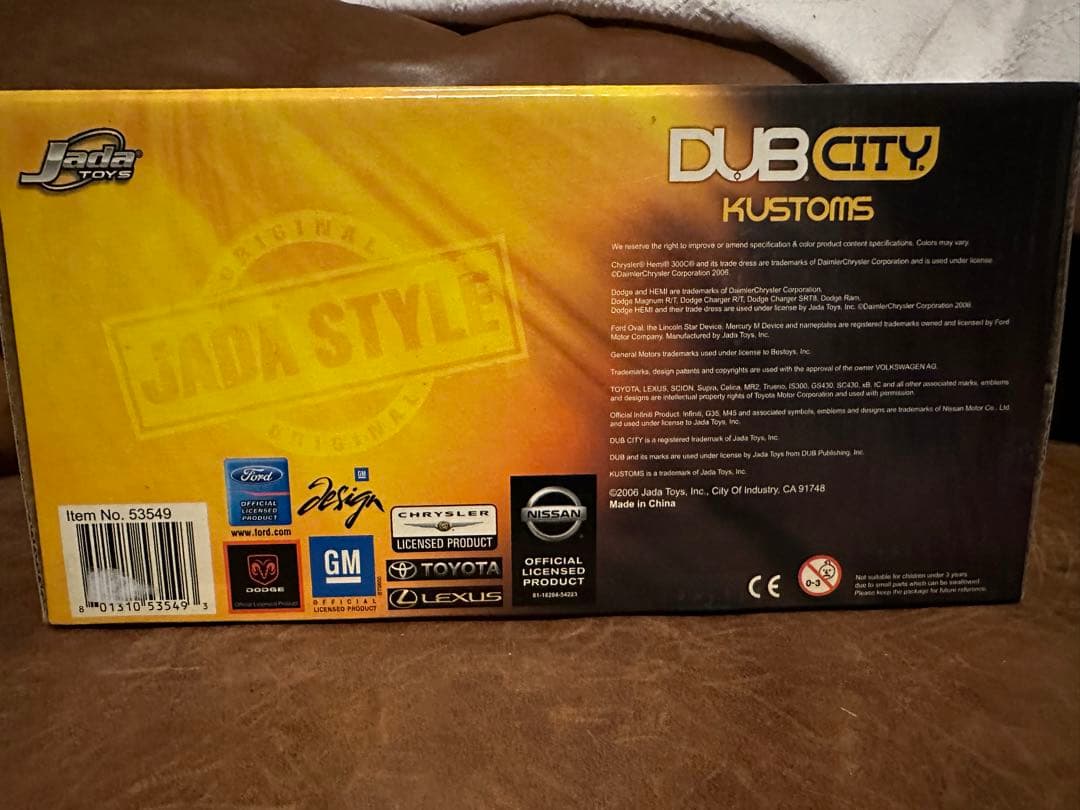 Jada®
TOYS
DUB CITY®
KUSTOMS
ORIGINAL
JADA STYLE
ORIGINAL
We reserve the right to improve or amend specification & color product content specifications. Colors may vary.
Chrysler® Hemi® 300C® and its trade dress are trademarks of DaimlerChrysler Corporation and is used under license
©DaimlerChrysler Corporation 2006.
Dodge and HEMI are trademarks of DaimlerChrysler Corporation.
Dodge Magnum R/T, Dodge Charger R/T, Dodge Charger SRT8, Dodge Ram,
Dodge HEMI and their trade dress are used under license by Jada Toys, Inc. ©DaimlerChrysler Corporation 2006.
Ford Oval, the Lincoln Star Device, Mercury M Device and nameplates are registered trademarks owned and licensed by Ford
Motor Company. Manufactured by Jada Toys, Inc.
General Motors trademarks used under license to Bestoys, Inc.
Trademarks, design patents and copyrights are used with the approval of the owner VOLKSWAGEN AG.
TOYOTA, LEXUS, SCION, Supra, Celica, MR2, Trueno, IS300, GS430, SC430, xB, tC and all other associated marks, emblems
and designs are intellectual property rights of Toyota Motor Corporation and used with permission.
Official Infiniti Product. Infiniti, G35, M45 and associated symbols, emblems and designs are trademarks of Nissan Motor Co., Ltd.
and used under license to Jada Toys, Inc.
DUB CITY is a registered trademark of Jada Toys, Inc.
DUB and its marks are used under license by Jada Toys from DUB Publishing, Inc.
KUSTOMS is a trademark of Jada Toys, Inc.
©2006 Jada Toys, Inc., City Of Industry, CA 91748
Made in China
Item No. 53549
8 01310 53549 3
Ford
OFFICIAL
LICENSED
PRODUCT
www.ford.com
GM
design
CHRYSLER
LICENSED PRODUCT
NISSAN
OFFICIAL
LICENSED
PRODUCT
DODGE
Official Licensed Product
GM
OFFICIAL
LICENSED PRODUCT
TOYOTA
LEXUS
CE
0-3
Not suitable for children under 3 years
due to small parts which can be swallowed
Please keep the package for future reference.